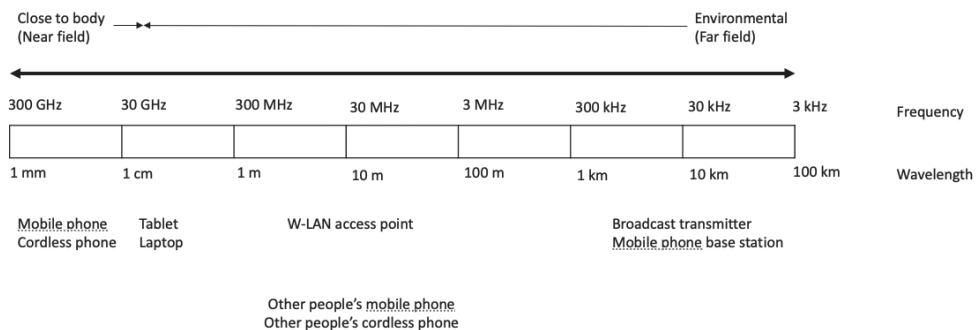 Close to body
(Near field)
Environmental
(Far field)
300 GHz 30 GHz 300 MHz 30 MHz 3 MHz 300 kHz 30 kHz 3 kHz Frequency
1 mm 1 cm 1 m 10 m 100 m 1 km 10 km 100 km Wavelength
Mobile phone
Cordless phone
Tablet
Laptop
W-LAN access point
Broadcast transmitter
Mobile phone base station
Other people's mobile phone
Other people's cordless phone